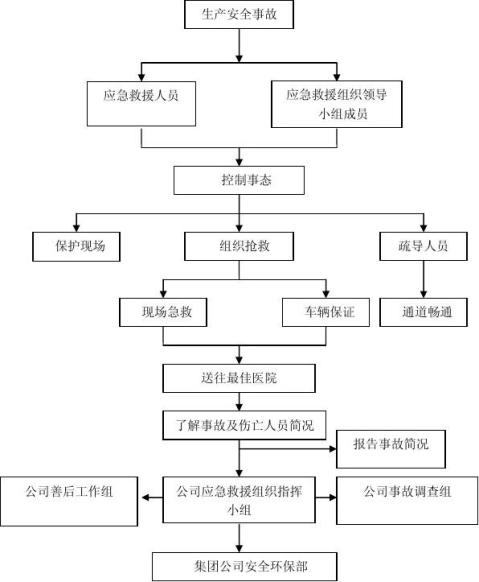 生产安全事故
应急救援人员
应急救援组织领导
小组成员
控制事态
保护现场
组织抢救
疏导人员
现场急救
车辆保证
通道畅通
送往最佳医院
了解事故及伤亡人员简况
报告事故简况
公司善后工作组
公司应急救援组织指挥
小组
公司事故调查组
集团公司安全环保部